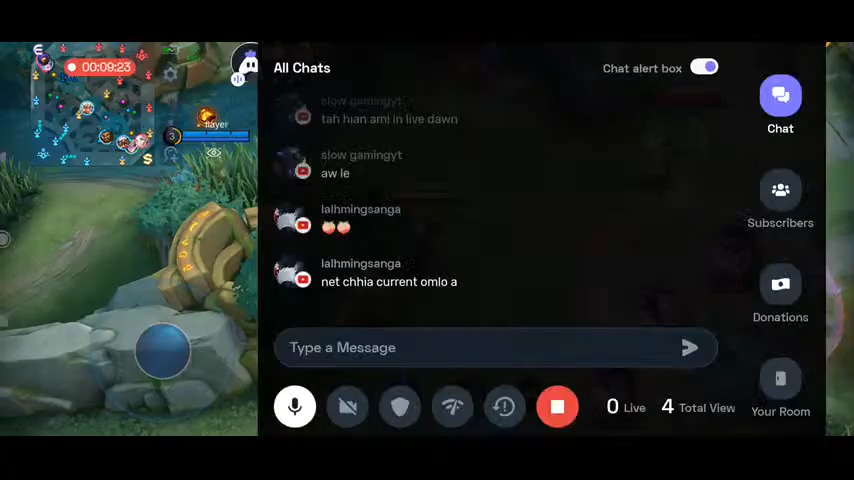 00:09:23
All Chats
Chat alert box
slow gamingyt
tah hian ami in live dawn
slow gamingyt
aw le
lalhmingsanga
lalhmingsanga
net chhia current omlo a
Type a Message
0 Live 4 Total View
Chat
Subscribers
Donations
Your Room
3